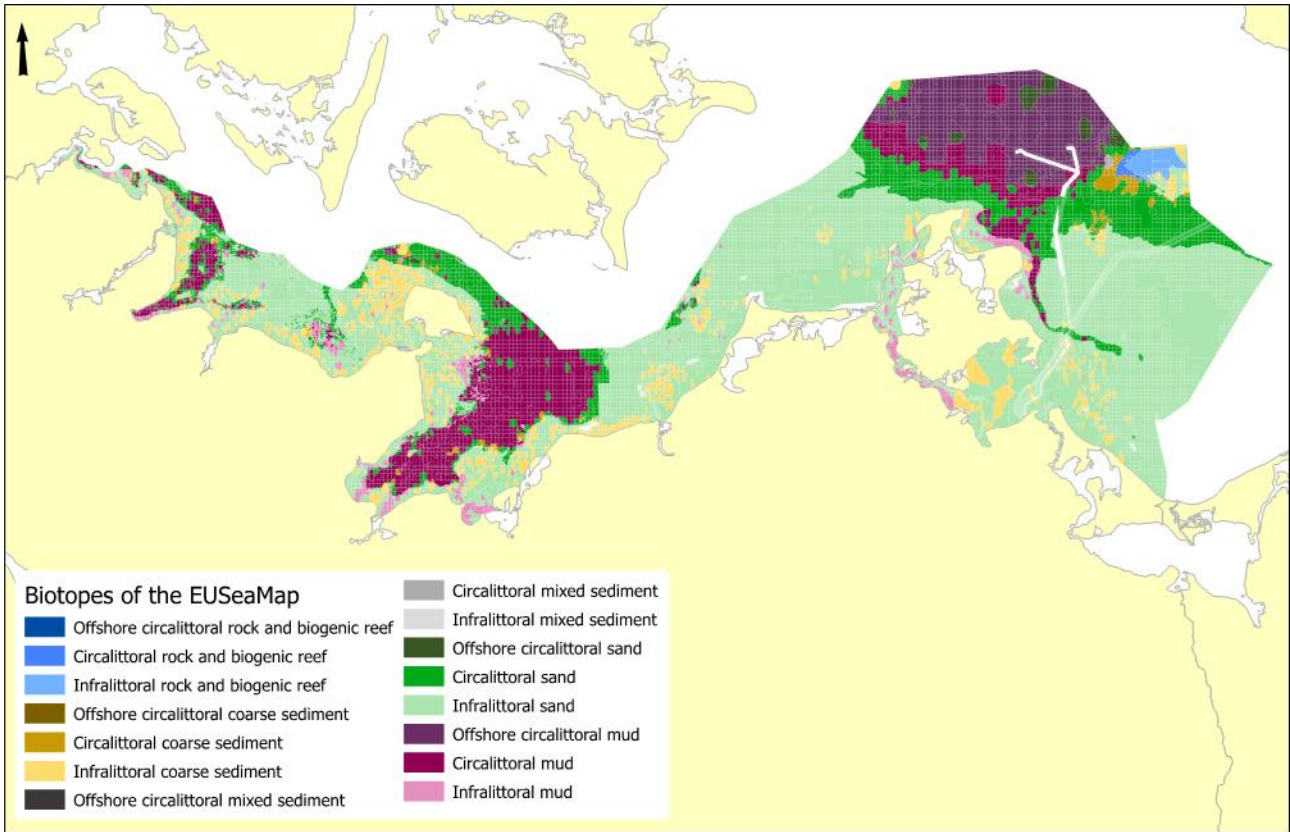 Biotopes of the EUSeaMap
Offshore circalittoral rock and biogenic reef
Circalittoral rock and biogenic reef
Infralittoral rock and biogenic reef
Offshore circalittoral coarse sediment
Circalittoral coarse sediment
Infralittoral coarse sediment
Offshore circalittoral mixed sediment
Circalittoral mixed sediment
Infralittoral mixed sediment
Offshore circalittoral sand
Circalittoral sand
Infralittoral sand
Offshore circalittoral mud
Circalittoral mud
Infralittoral mud